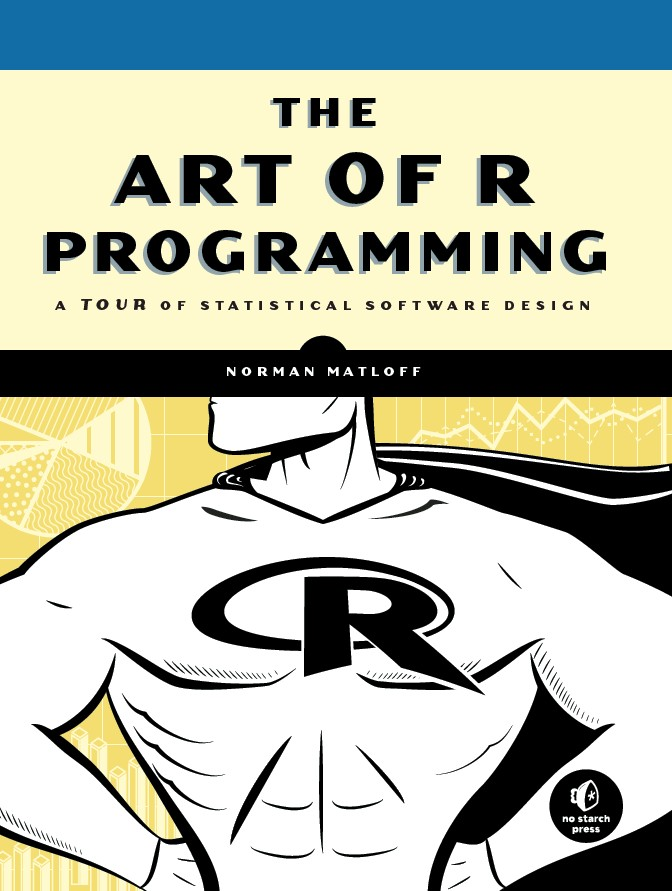 THE
ART OF R
PROGRAMMING
A TOUR OF STATISTICAL SOFTWARE DESIGN
NORMAN MATLOFF
R
no starch
press